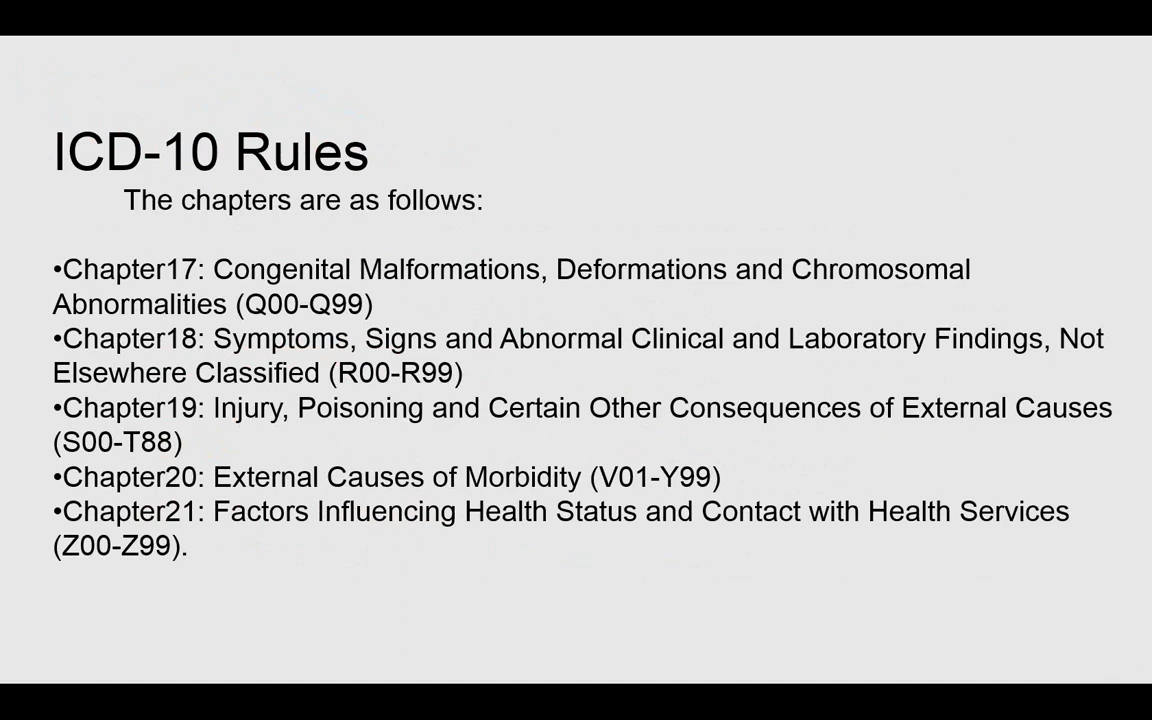 ICD-10 Rules
The chapters are as follows:
•Chapter17: Congenital Malformations, Deformations and Chromosomal
Abnormalities (Q00-Q99)
•Chapter18: Symptoms, Signs and Abnormal Clinical and Laboratory Findings, Not
Elsewhere Classified (R00-R99)
•Chapter19: Injury, Poisoning and Certain Other Consequences of External Causes
(S00-T88)
•Chapter20: External Causes of Morbidity (V01-Y99)
•Chapter21: Factors Influencing Health Status and Contact with Health Services
(Z00-Z99).